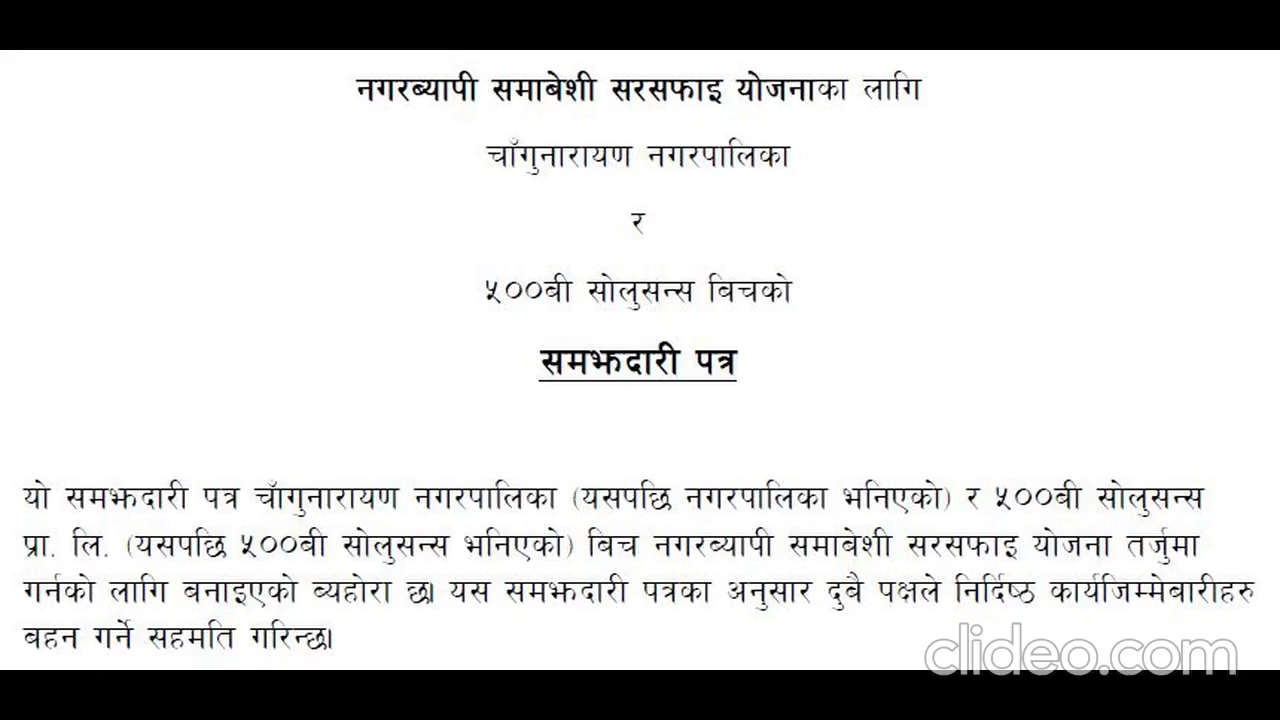 नगरब्यापी समाबेशी सरसफाइ योजनाका लागि
चाँगुनारायण नगरपालिका
र
५००बी सोलुसन्स बिचको
समझदारी पत्र
यो समझदारी पत्र चाँगुनारायण नगरपालिका (यसपछि नगरपालिका भनिएको) र ५००बी सोलुसन्स
प्रा. लि. (यसपछि ५००बी सोलुसन्स भनिएको) बिच नगरब्यापी समाबेशी सरसफाइ योजना तर्जुमा
गर्नको लागि बनाइएको ब्यहोरा छ। यस समझदारी पत्रका अनुसार दुबै पक्षले निर्दिष्ठ कार्यजिम्मेबारीहरु
बहन गर्ने सहमति गरिन्छ।
clideo.com